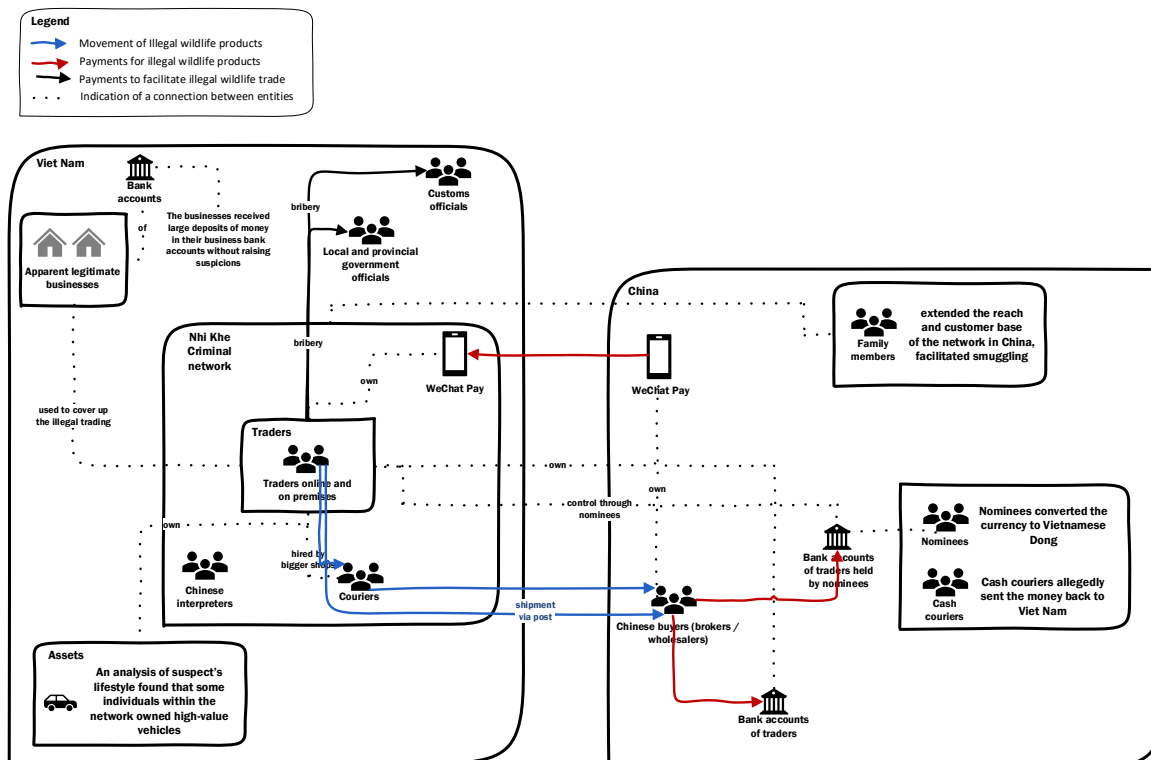 Legend
Movement of Illegal wildlife products
Payments for illegal wildlife products
Payments to facilitate illegal wildlife trade
Indication of a connection between entities
Viet Nam
Bank
accounts
of
The businesses received
large deposits of money
in their business bank
accounts without raising
suspicions
Apparent legitimate
businesses
bribery
Customs
officials
Local and provincial
government
officials
China
Family
members
extended the reach
and customer base
of the network in China,
facilitated smuggling
Nhi Khe
Criminal
network
bribery
WeChat Pay
own
WeChat Pay
used to cover up
the illegal trading
Traders
Traders online and
on premises
own
own
control through
nominees
own
hired by
bigger shops
Chinese
interpreters
Couriers
shipment
via post
Chinese buyers (brokers /
wholesalers)
Bank accounts
of traders held
by nominees
Nominees
Nominees converted the
currency to Vietnamese
Dong
Cash
couriers
Cash couriers allegedly
sent the money back to
Viet Nam
Assets
An analysis of suspect's
lifestyle found that some
individuals within the
network owned high-value
vehicles
Bank accounts
of traders